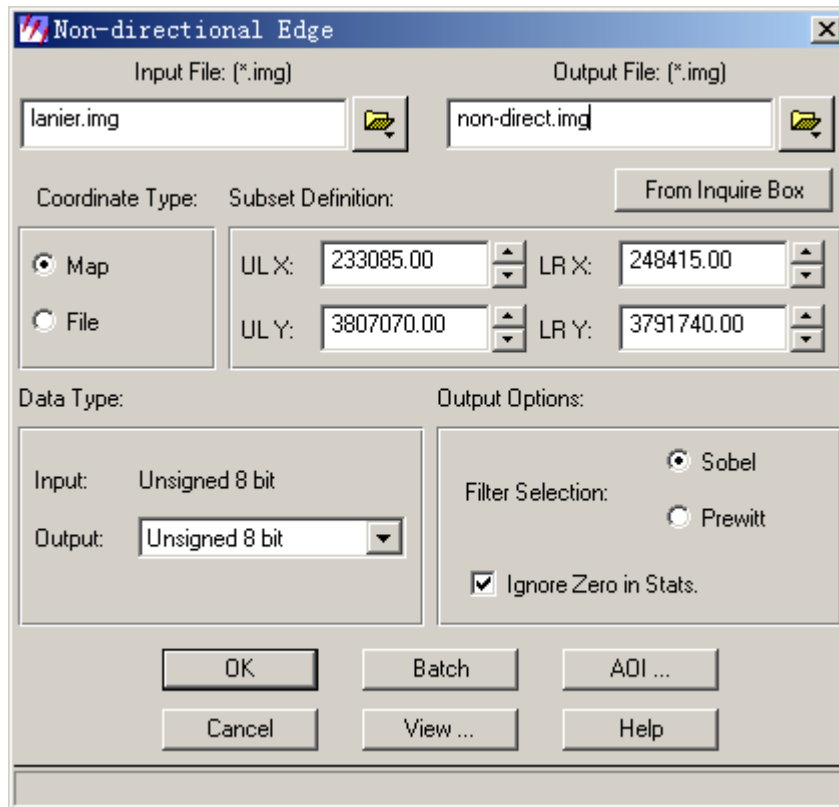 Non-directional Edge
Input File: (*.img) Output File: (*.img)
lanier.img non-direct.img
From Inquire Box
Coordinate Type: Subset Definition:
Map UL X: 233085.00 LR X: 248415.00
File UL Y: 3807070.00 LR Y: 3791740.00
Data Type: Output Options:
Input: Unsigned 8 bit
Output: Unsigned 8 bit
Filter Selection:
Sobel
Prewitt
Ignore Zero in Stats.
OK Batch AOI ...
Cancel View ... Help